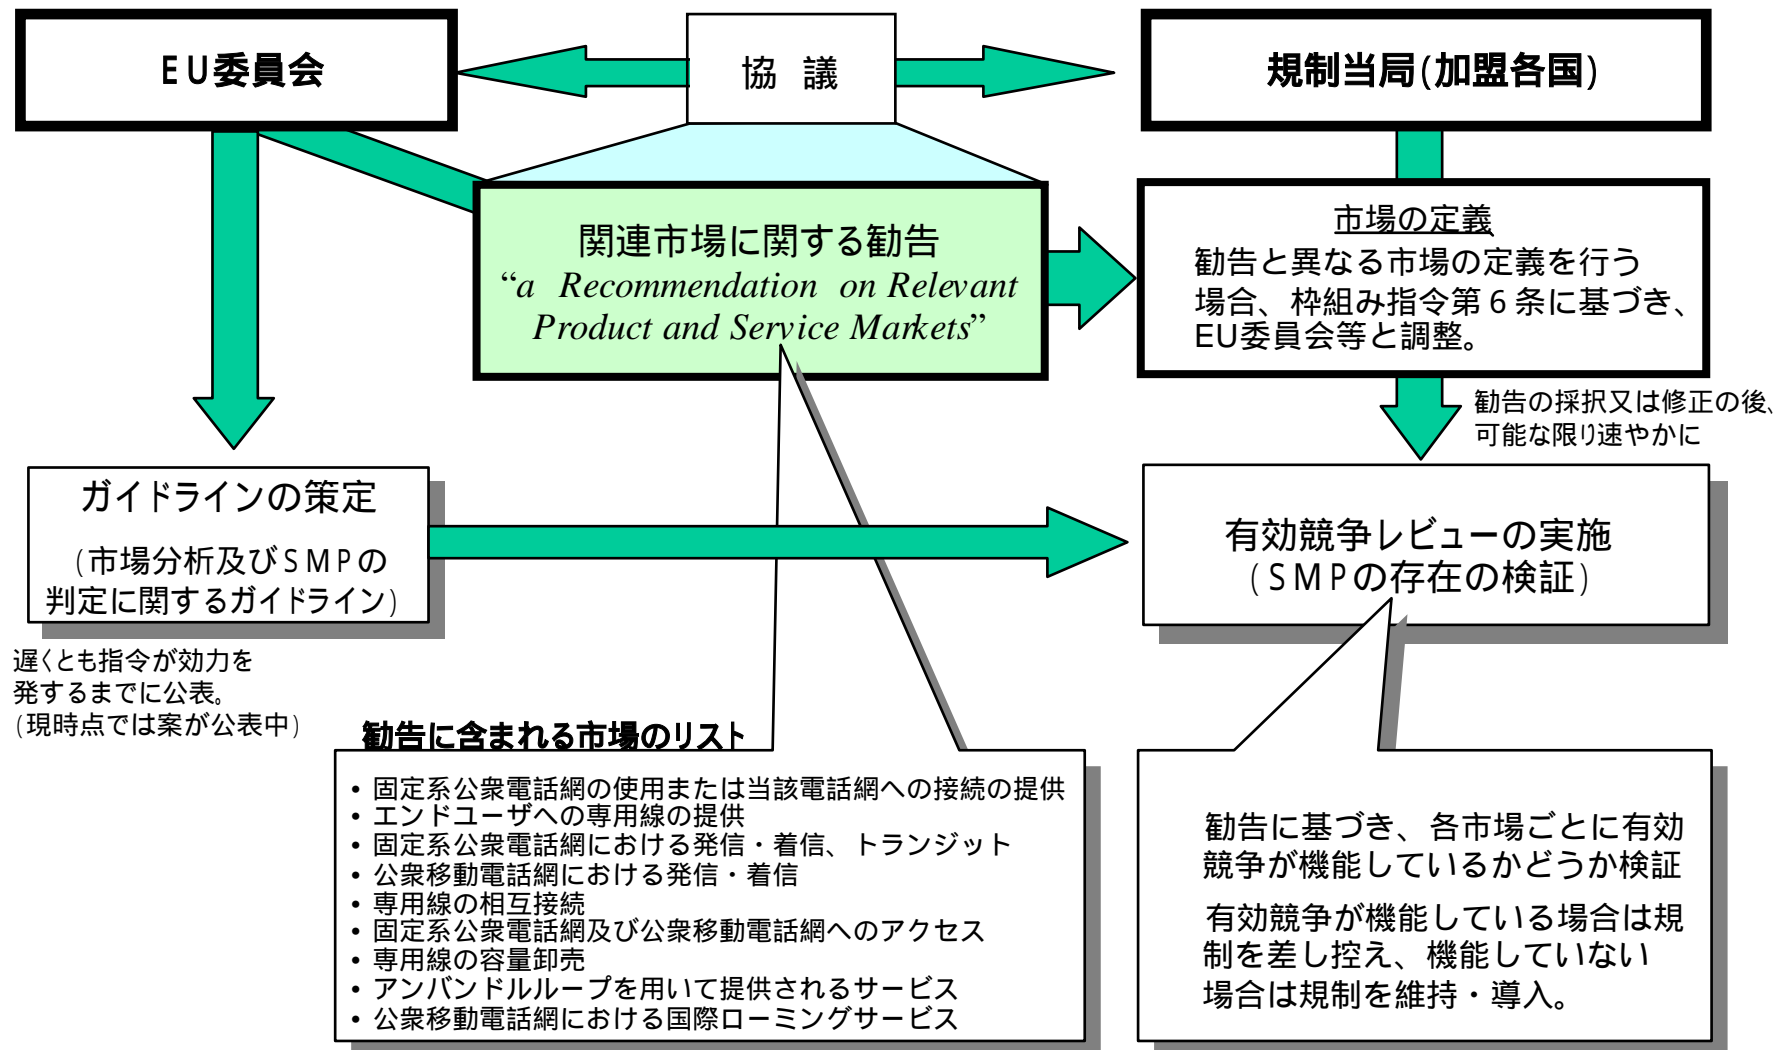 EU委員会
協 議
規制当局(加盟各国)
関連市場に関する勧告
“a Recommendation on Relevant
Product and Service Markets”
市場の定義
勧告と異なる市場の定義を行う
場合、枠組み指令第6条に基づき、
EU委員会等と調整。
勧告の採択又は修正の後、
可能な限り速やかに
ガイドラインの策定
(市場分析及びSMPの
判定に関するガイドライン)
遅くとも指令が効力を
発するまでに公表。
(現時点では案が公表中)
有効競争レビューの実施
(SMPの存在の検証)
勧告に含まれる市場のリスト
• 固定系公衆電話網の使用または当該電話網への接続の提供
• エンドユーザへの専用線の提供
• 固定系公衆電話網における発信・着信、トランジット
• 公衆移動電話網における発信・着信
• 専用線の相互接続
• 固定系公衆電話網及び公衆移動電話網へのアクセス
• 専用線の容量卸売
• アンバンドルループを用いて提供されるサービス
• 公衆移動電話網における国際ローミングサービス
勧告に基づき、各市場ごとに有効
競争が機能しているかどうか検証
有効競争が機能している場合は規
制を差し控え、機能していない
場合は規制を維持・導入。